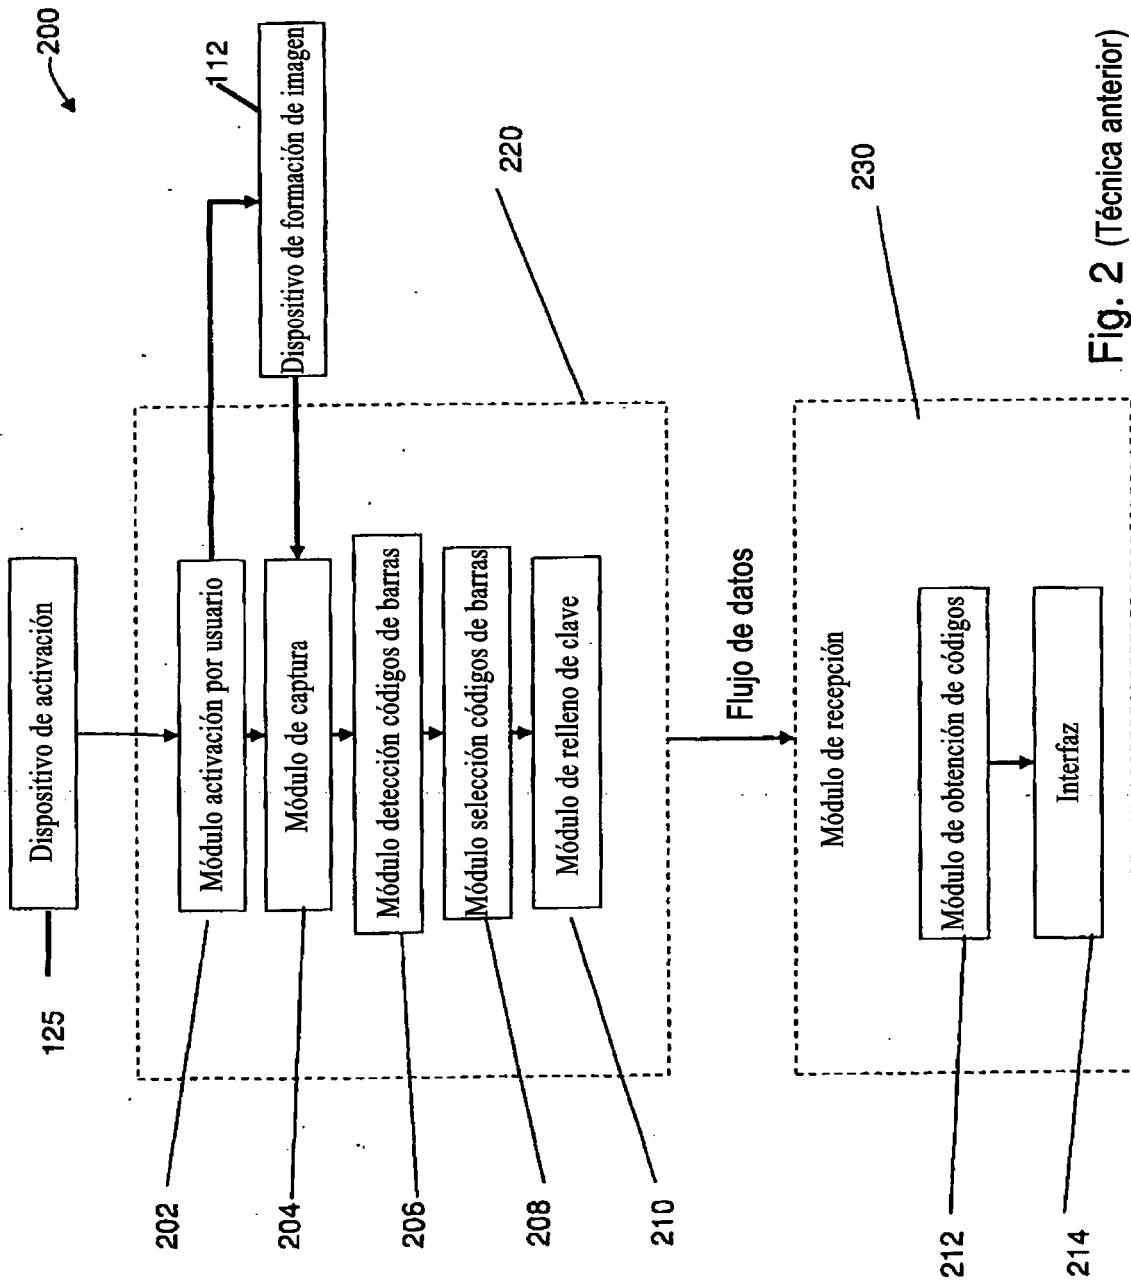 200
Dispositivo de activación
125
112
Dispositivo de formación de imagen
Módulo activación por usuario
202
Módulo de captura
204
Módulo detección códigos de barras
206
Módulo selección códigos de barras
208
Módulo de relleno de clave
210
220
Flujo de datos
230
Módulo de recepción
Módulo de obtención de códigos
212
Interfaz
214
Fig. 2 (Técnica anterior)